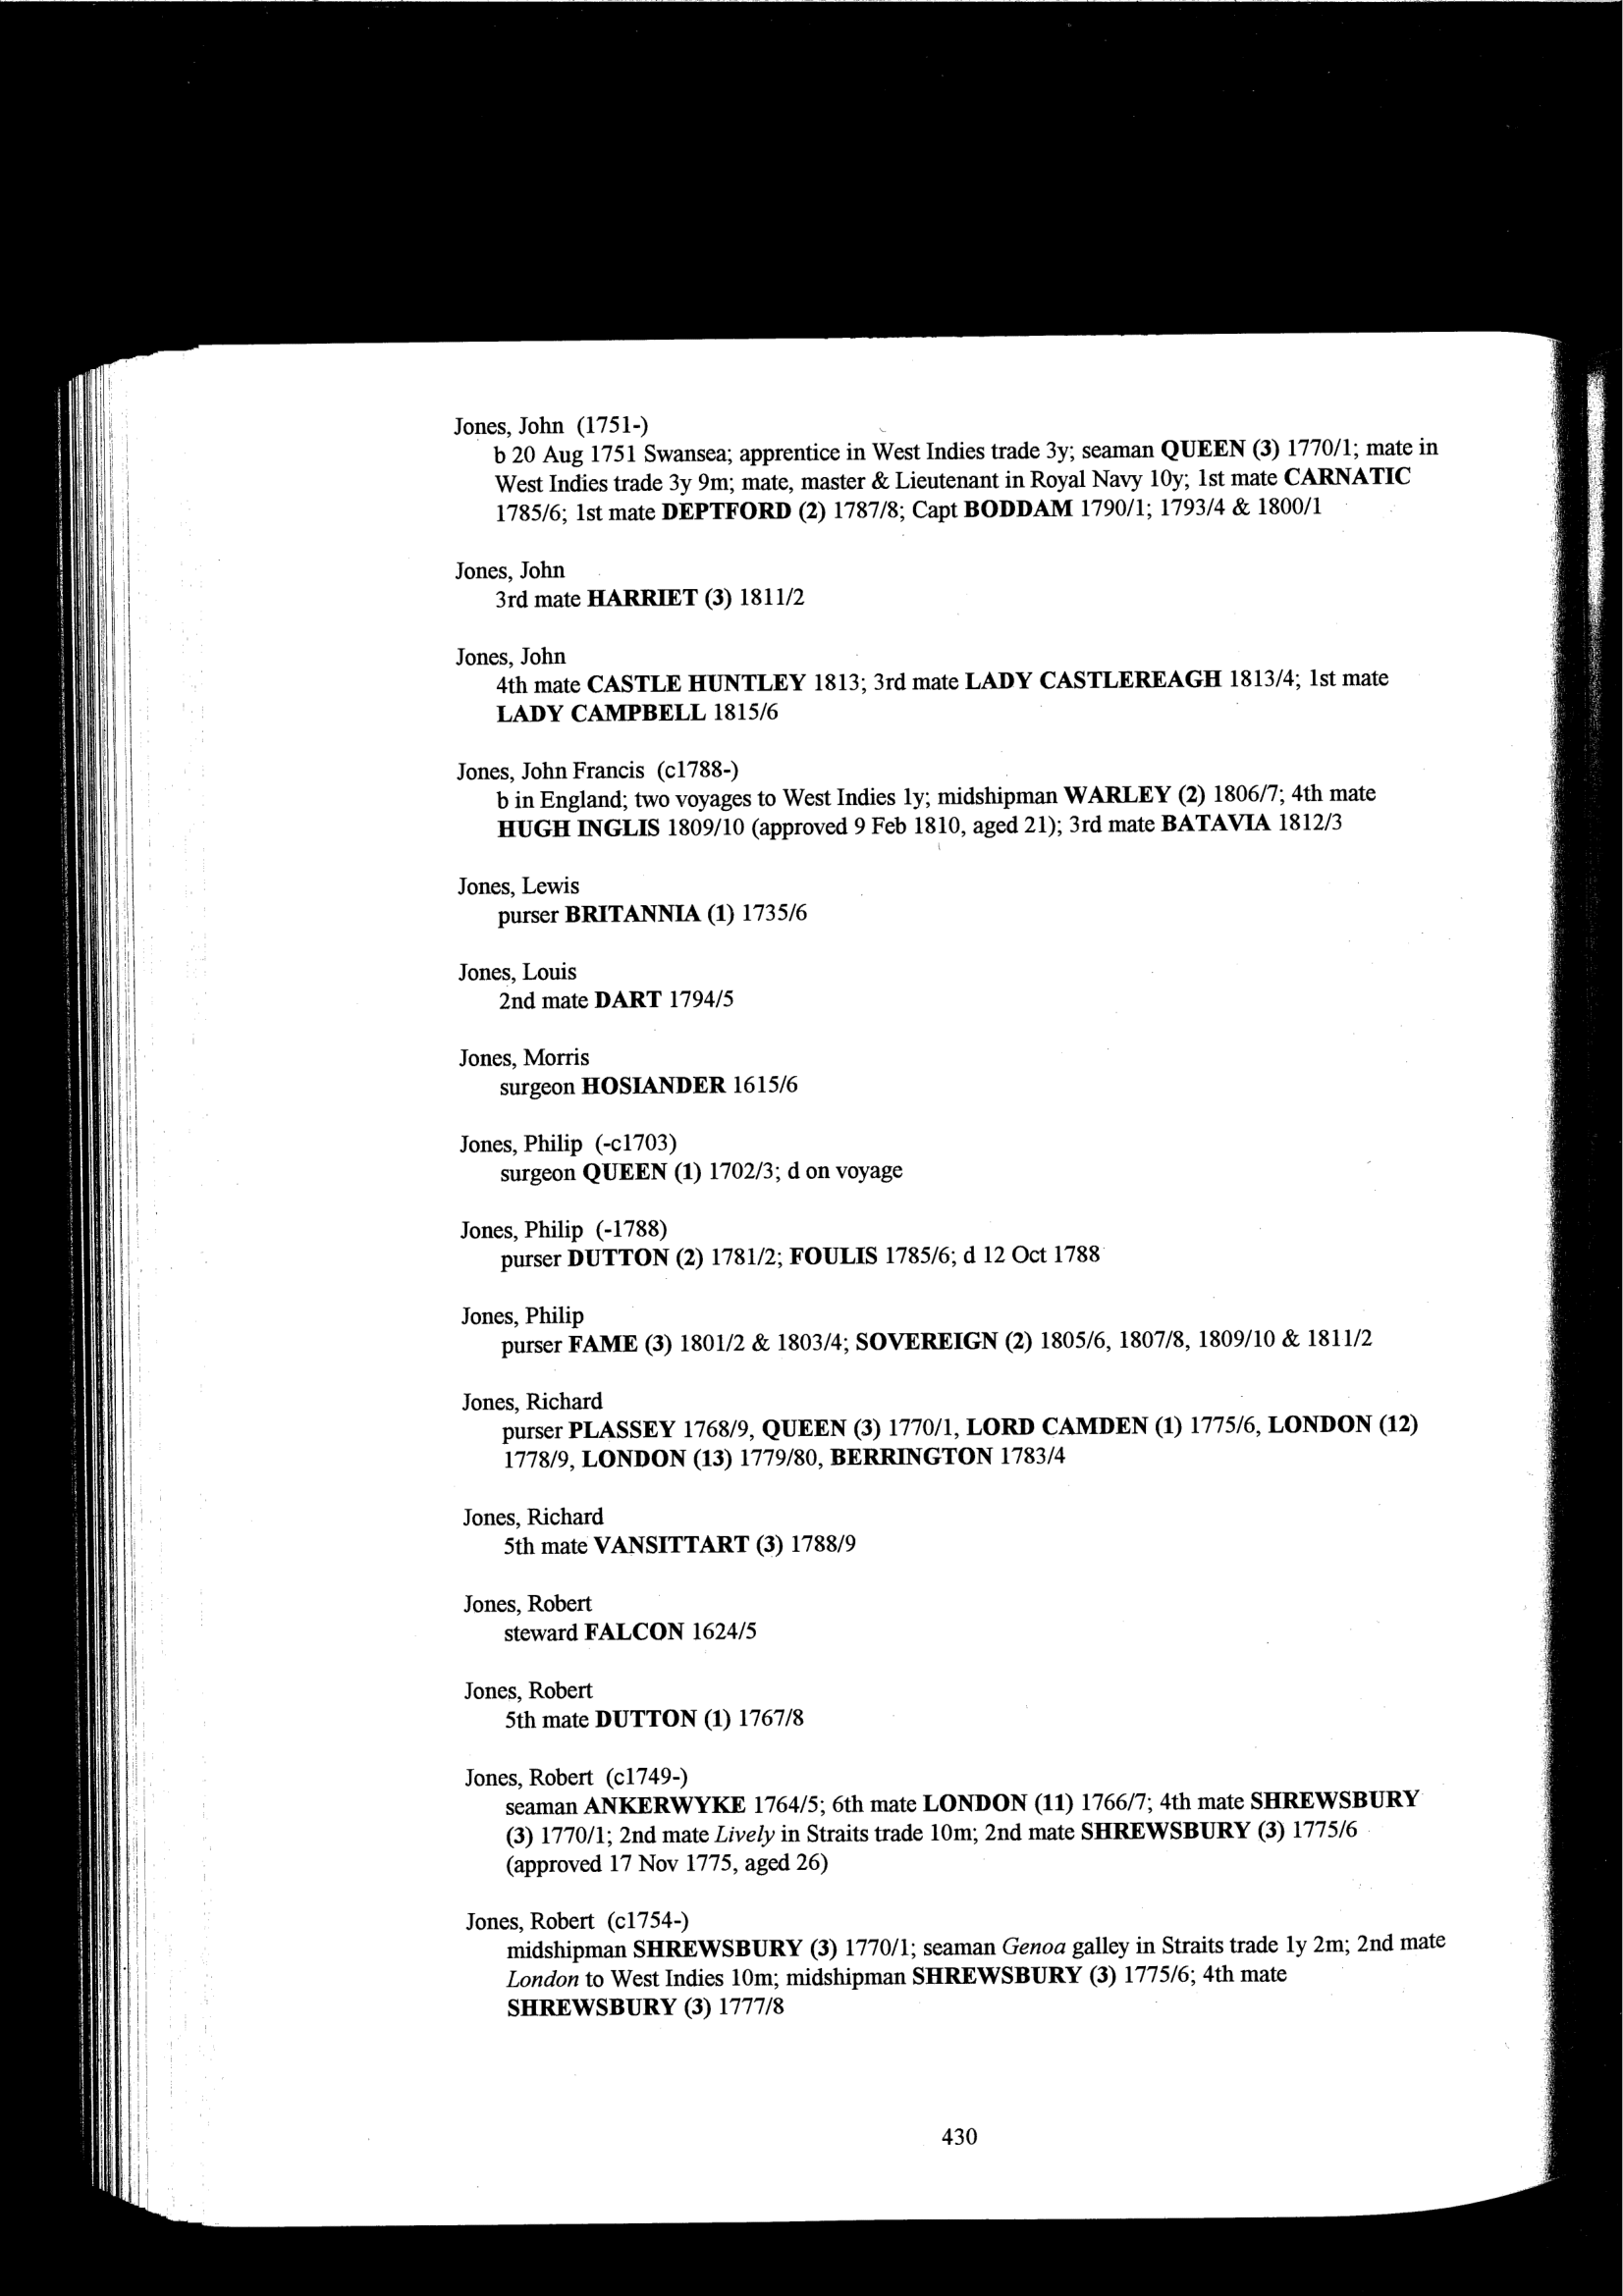 Jones, John (1751-)
b 20 Aug 1751 Swansea; apprentice in West Indies trade 3y; seaman QUEEN (3) 1770/1; mate in
West Indies trade 3y 9m; mate, master & Lieutenant in Royal Navy 10y; 1st mate CARNATIC
1785/6; 1st mate DEPTFORD (2) 1787/8; Capt BODDAM 1790/1; 1793/4 & 1800/1
Jones, John
3rd mate HARRIET (3) 1811/2
Jones, John
4th mate CASTLE HUNTLEY 1813; 3rd mate LADY CASTLEREAGH 1813/4; 1st mate
LADY CAMPBELL 1815/6
Jones, John Francis (c1788-)
b in England; two voyages to West Indies 1y; midshipman WARLEY (2) 1806/7; 4th mate
HUGH INGLIS 1809/10 (approved 9 Feb 1810, aged 21); 3rd mate BATAVIA 1812/3
Jones, Lewis
purser BRITANNIA (1) 1735/6
Jones, Louis
2nd mate DART 1794/5
Jones, Morris
surgeon HOSIANDER 1615/6
Jones, Philip (-c1703)
surgeon QUEEN (1) 1702/3; d on voyage
Jones, Philip (-1788)
purser DUTTON (2) 1781/2; FOULIS 1785/6; d 12 Oct 1788
Jones, Philip
purser FAME (3) 1801/2 & 1803/4; SOVEREIGN (2) 1805/6, 1807/8, 1809/10 & 1811/2
Jones, Richard
purser PLASSEY 1768/9, QUEEN (3) 1770/1, LORD CAMDEN (1) 1775/6, LONDON (12)
1778/9, LONDON (13) 1779/80, BERRINGTON 1783/4
Jones, Richard
5th mate VANSITTART (3) 1788/9
Jones, Robert
steward FALCON 1624/5
Jones, Robert
5th mate DUTTON (1) 1767/8
Jones, Robert (c1749-)
seaman ANKERWYKE 1764/5; 6th mate LONDON (11) 1766/7; 4th mate SHREWSBURY
(3) 1770/1; 2nd mate Lively in Straits trade 10m; 2nd mate SHREWSBURY (3) 1775/6
(approved 17 Nov 1775, aged 26)
Jones, Robert (c1754-)
midshipman SHREWSBURY (3) 1770/1; seaman Genoa galley in Straits trade 1y 2m; 2nd mate
London to West Indies 10m; midshipman SHREWSBURY (3) 1775/6; 4th mate
SHREWSBURY (3) 1777/8
430